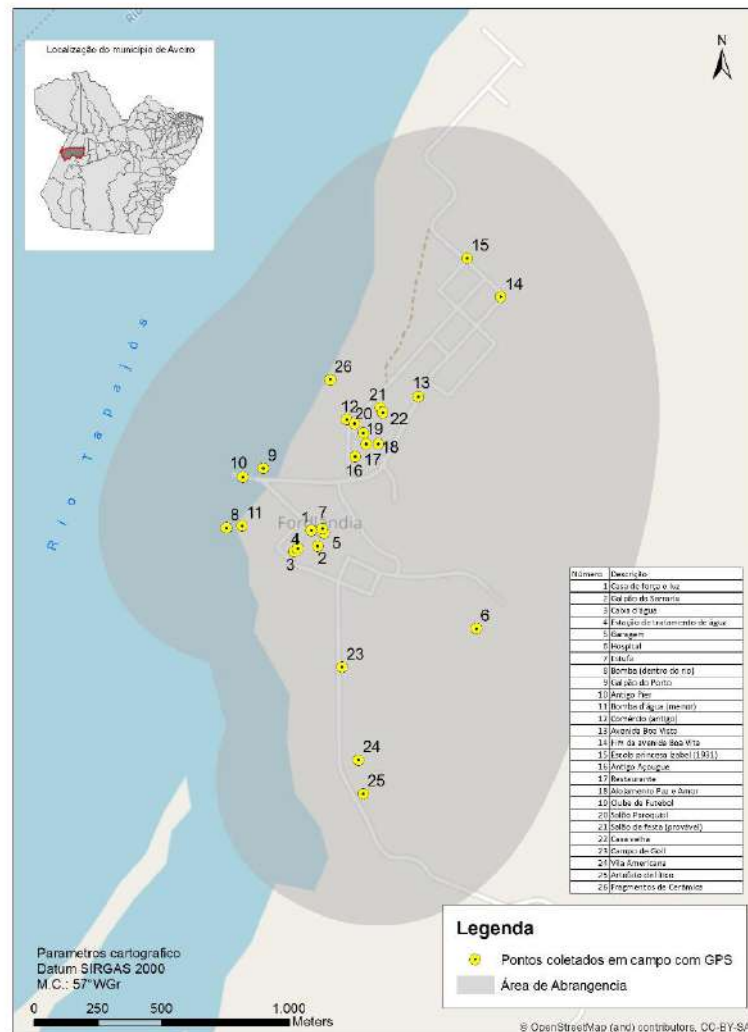 Localização do município de Aveiro
N
Rio Tapajós
15
14
26
13
21
12
20
22
19
18
17
16
9
10
8
11
1
7
Fordlândia
4
5
2
3
6
23
24
25
Número Descrição
1 Casa de força e luz
2 Galpão da Serraria
3 Caixa d'água
4 Estação de tratamento de água
5 Garagem
6 Hospital
7 Estufa
8 Bomba (dentro do rio)
9 Galpão do Porto
10 Antigo Pier
11 Bomba d'água (menor)
12 Comércio (antigo)
13 Avenida Boa Vista
14 Fim da avenida Boa Vita
15 Escola princesa Izabel (1931)
16 Antigo Açougue
17 Restaurante
18 Alojamento Paz e Amor
19 Clube de Futebol
20 Salão Paroquial
21 Salão de festa (provável)
22 Casa velha
23 Campo de Golf
24 Vila Americana
25 Artefato de lítico
26 Fragmentos de Cerâmica
Legenda
Pontos coletados em campo com GPS
Área de Abrangencia
Parametros cartografico
Datum SIRGAS 2000
M.C.: 57°WGr
0 250 500 1.000
Meters
© OpenStreetMap (and) contributors, CC-BY-SA